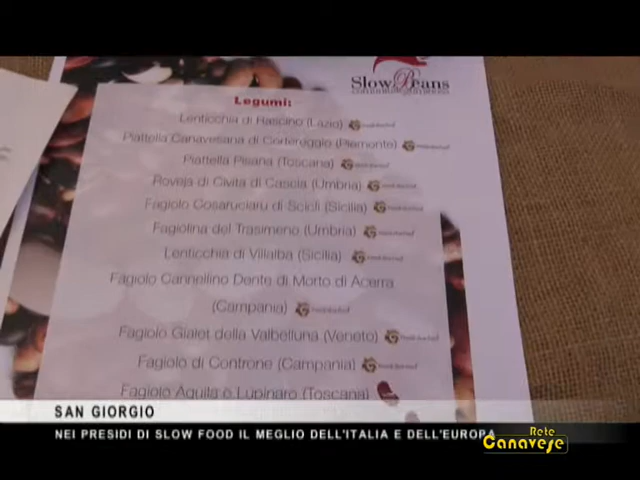 Slow Beans
Legumi:
Lenticchia di Rascino (Lazio)
Piattella Canavesana di Cortereggio (Piemonte)
Piattella Pisana (Toscana)
Roveja di Civita di Cascia (Umbria)
Fagiolo Cosaruciaru di Scicli (Sicilia)
Fagiolina del Trasimeno (Umbria)
Lenticchia di Villalba (Sicilia)
Fagiolo Cannellino Dente di Morto di Acerra
(Campania)
Fagiolo Gialet della Valbelluna (Veneto)
Fagiolo di Controne (Campania)
Fagiolo Aquila o Lupinaro (Toscana)
SAN GIORGIO
NEI PRESIDI DI SLOW FOOD IL MEGLIO DELL'ITALIA E DELL'EUROPA
Rete
Canavese